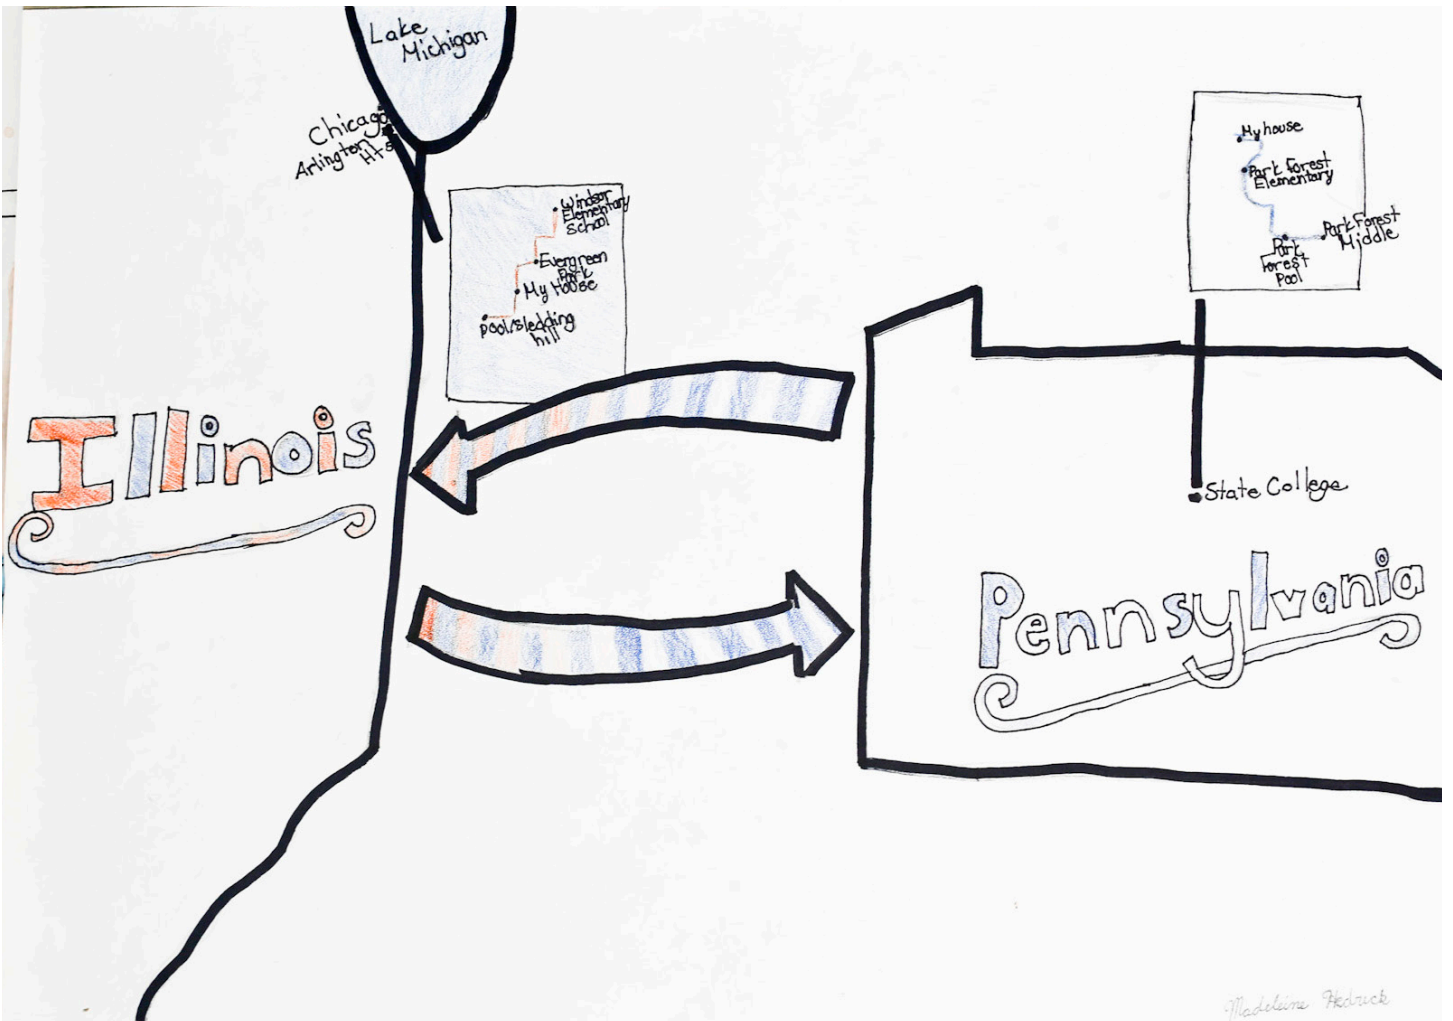 Lake
Michigan
Chicago
Arlington
Hts
Windsor
Elementary
School
Evergreen
Park
My House
Pool/Sledding
hill
My house
Park Forest
Elementary
Park Forest
Middle
Park
Forest
Pool
Illinois
State College
Pennsylvania
Madeleine Hedrick